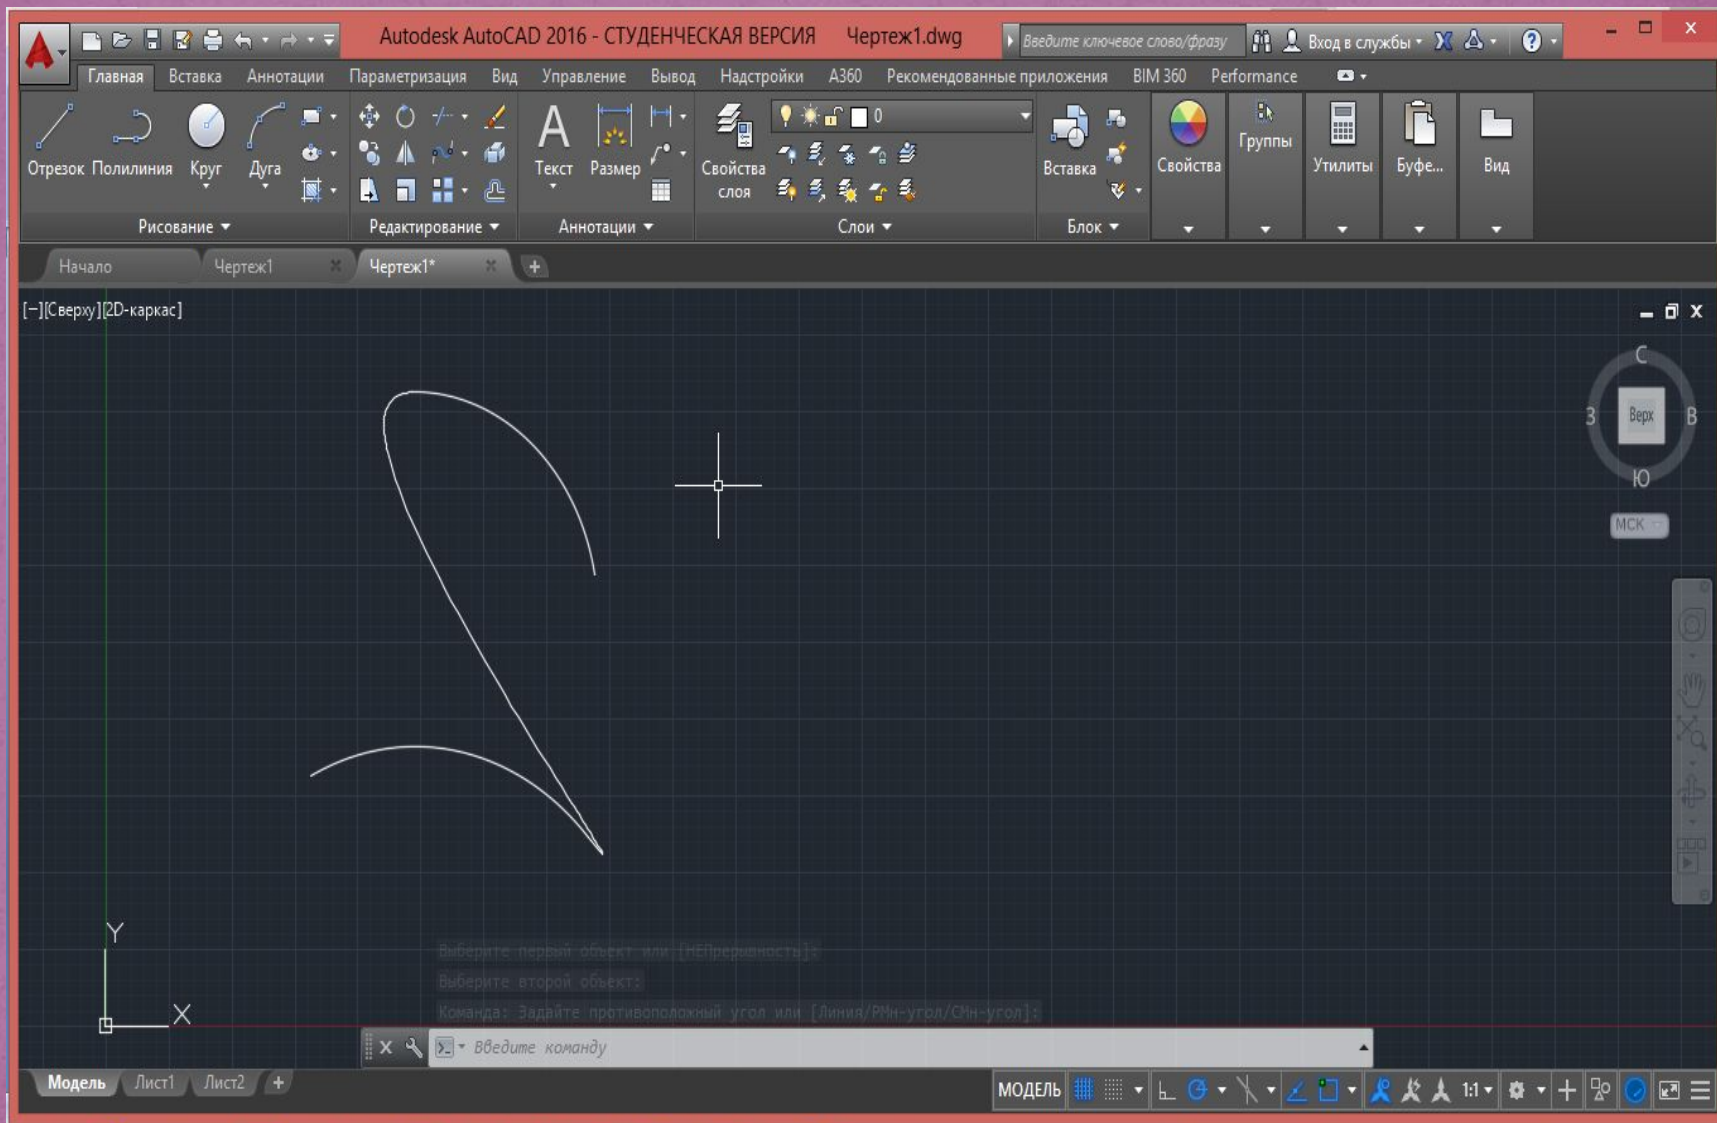 Autodesk AutoCAD 2016 - СТУДЕНЧЕСКАЯ ВЕРСИЯ Чертеж1.dwg
Введите ключевое слово/фразу
Вход в службы
Главная Вставка Аннотации Параметризация Вид Управление Вывод Надстройки A360 Рекомендованные приложения BIM 360 Performance
0
Отрезок Полилиния Круг Дуга
Текст Размер
Свойства слоя
Вставка
Свойства
Группы
Утилиты
Буфе...
Вид
Рисование Редактирование Аннотации Слои Блок
Начало Чертеж1 Чертеж1*
[−][Сверху][2D-каркас]
С
З Верх В
Ю
МСК
Y
X
Выберите первый объект или [НЕПрерывность]:
Выберите второй объект:
Команда: Задайте противоположный угол или [Линия/РМн-угол/СМн-угол]:
Введите команду
Модель Лист1 Лист2
МОДЕЛЬ
1:1